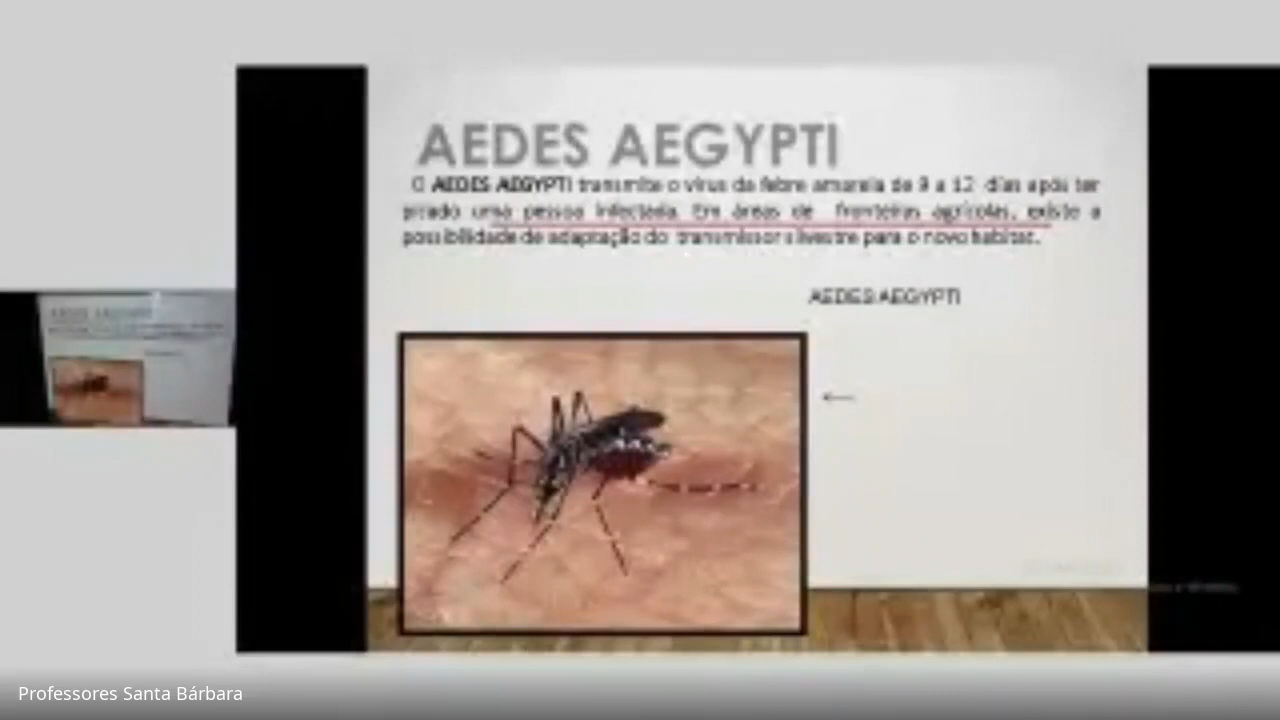 AEDES AEGYPTI
O AEDES AEGYPTI transmite o vírus da febre amarela de 9 a 12 dias após ter
picado uma pessoa infectada. Em áreas de fronteiras agrícolas, existe a
possibilidade de adaptação do transmissor silvestre para o novo habitat.
AEDES AEGYPTI
Professores Santa Bárbara